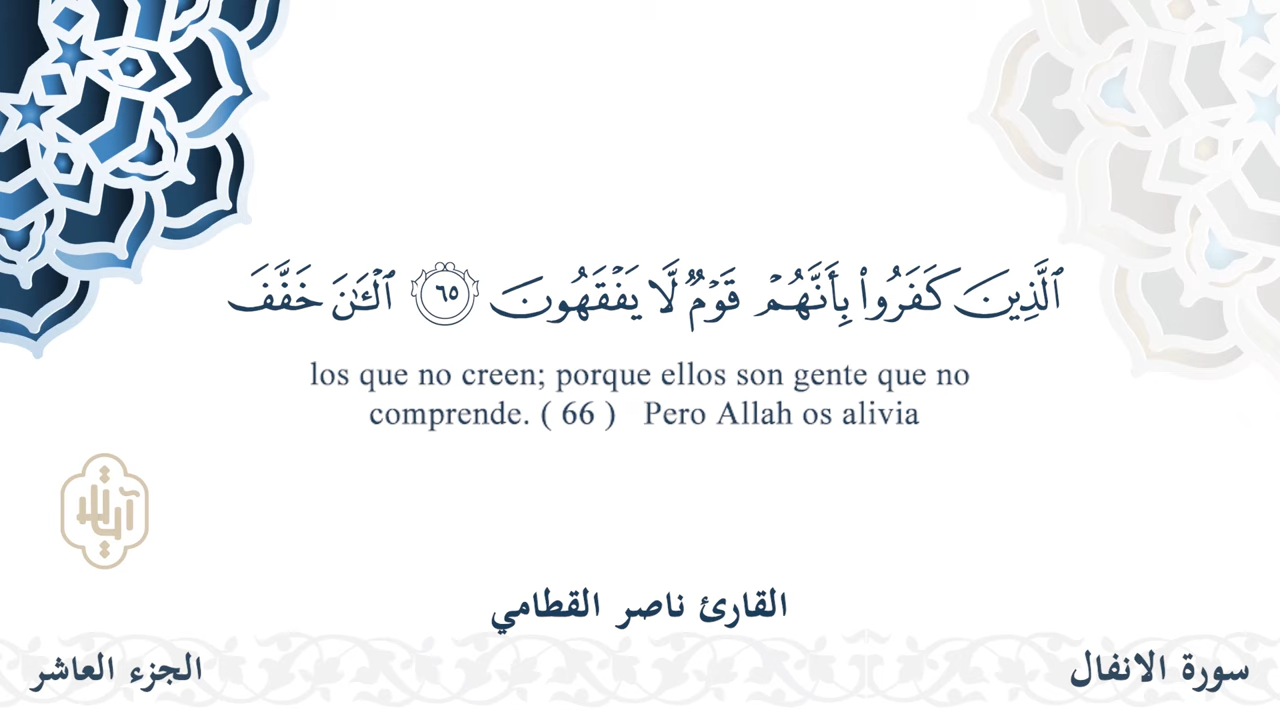 ٱلَّذِينَ كَفَرُوا۟ بِأَنَّهُمْ قَوْمٌ لَّا يَفْقَهُونَ ٦٥ ٱلْـَٰٔنَ خَفَّفَ
los que no creen; porque ellos son gente que no
comprende. ( 66 ) Pero Allah os alivia
القارئ ناصر القطامي
سورة الانفال
الجزء العاشر